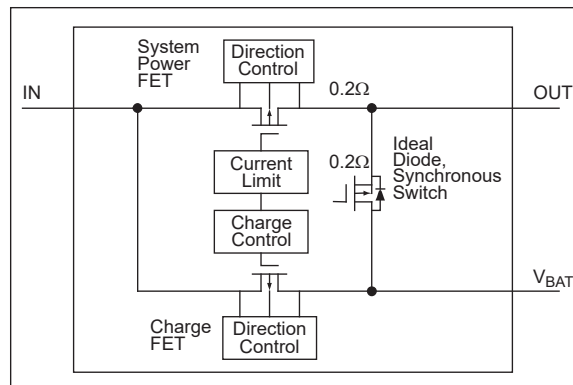 System
Power
FET
Direction
Control
0.2Ω
IN
OUT
Current
Limit
0.2Ω
Ideal
Diode,
Synchronous
Switch
Charge
Control
VBAT
Charge
FET
Direction
Control